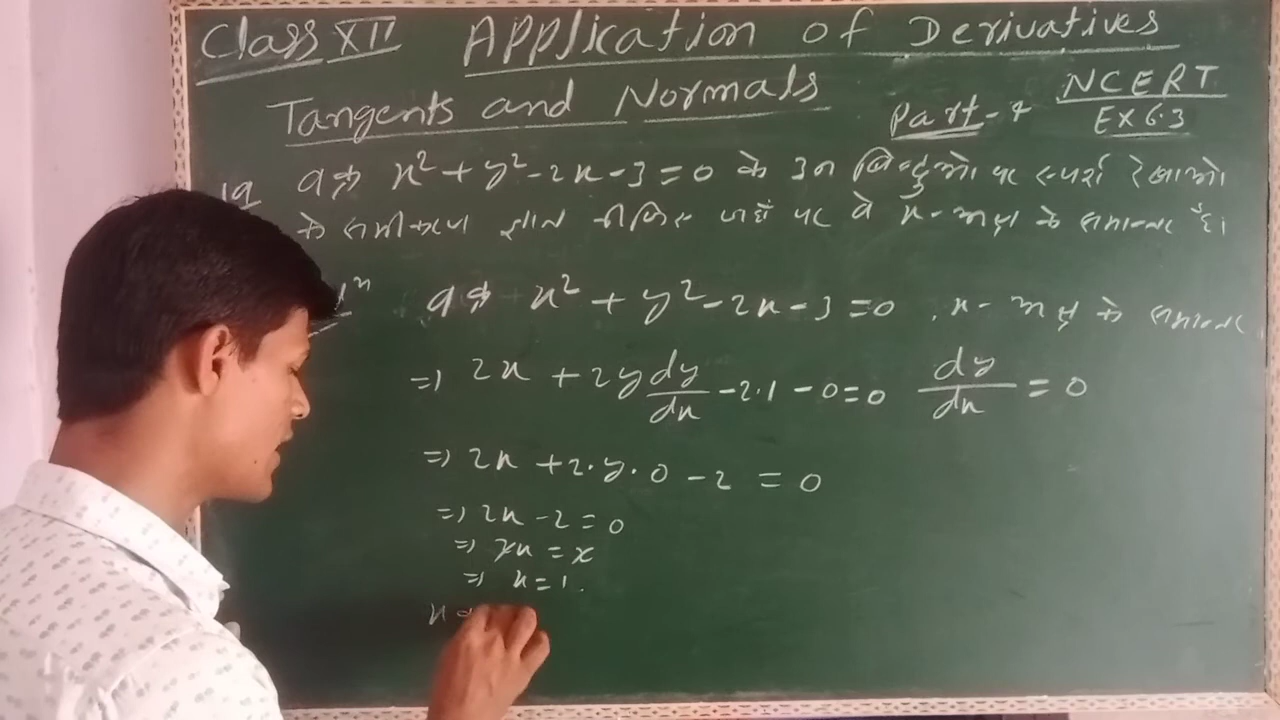 Class XII Application of Derivatives
Tangents and Normals
Part-4 NCERT
EX 6.3
19 वक्र x² + y² - 2x - 3 = 0 के उन बिन्दुओं पर स्पर्श रेखाओं
के समीकरण ज्ञात कीजिए जहाँ पर वे x-अक्ष के समान्तर हैं।
वक्र x² + y² - 2x - 3 = 0 , x-अक्ष के समान्तर
⇒ 2x + 2y dy/dx - 2·1 - 0 = 0 dy/dx = 0
⇒ 2x + 2·y·0 - 2 = 0
⇒ 2x - 2 = 0
⇒ 2x = 2
⇒ x = 1.
x